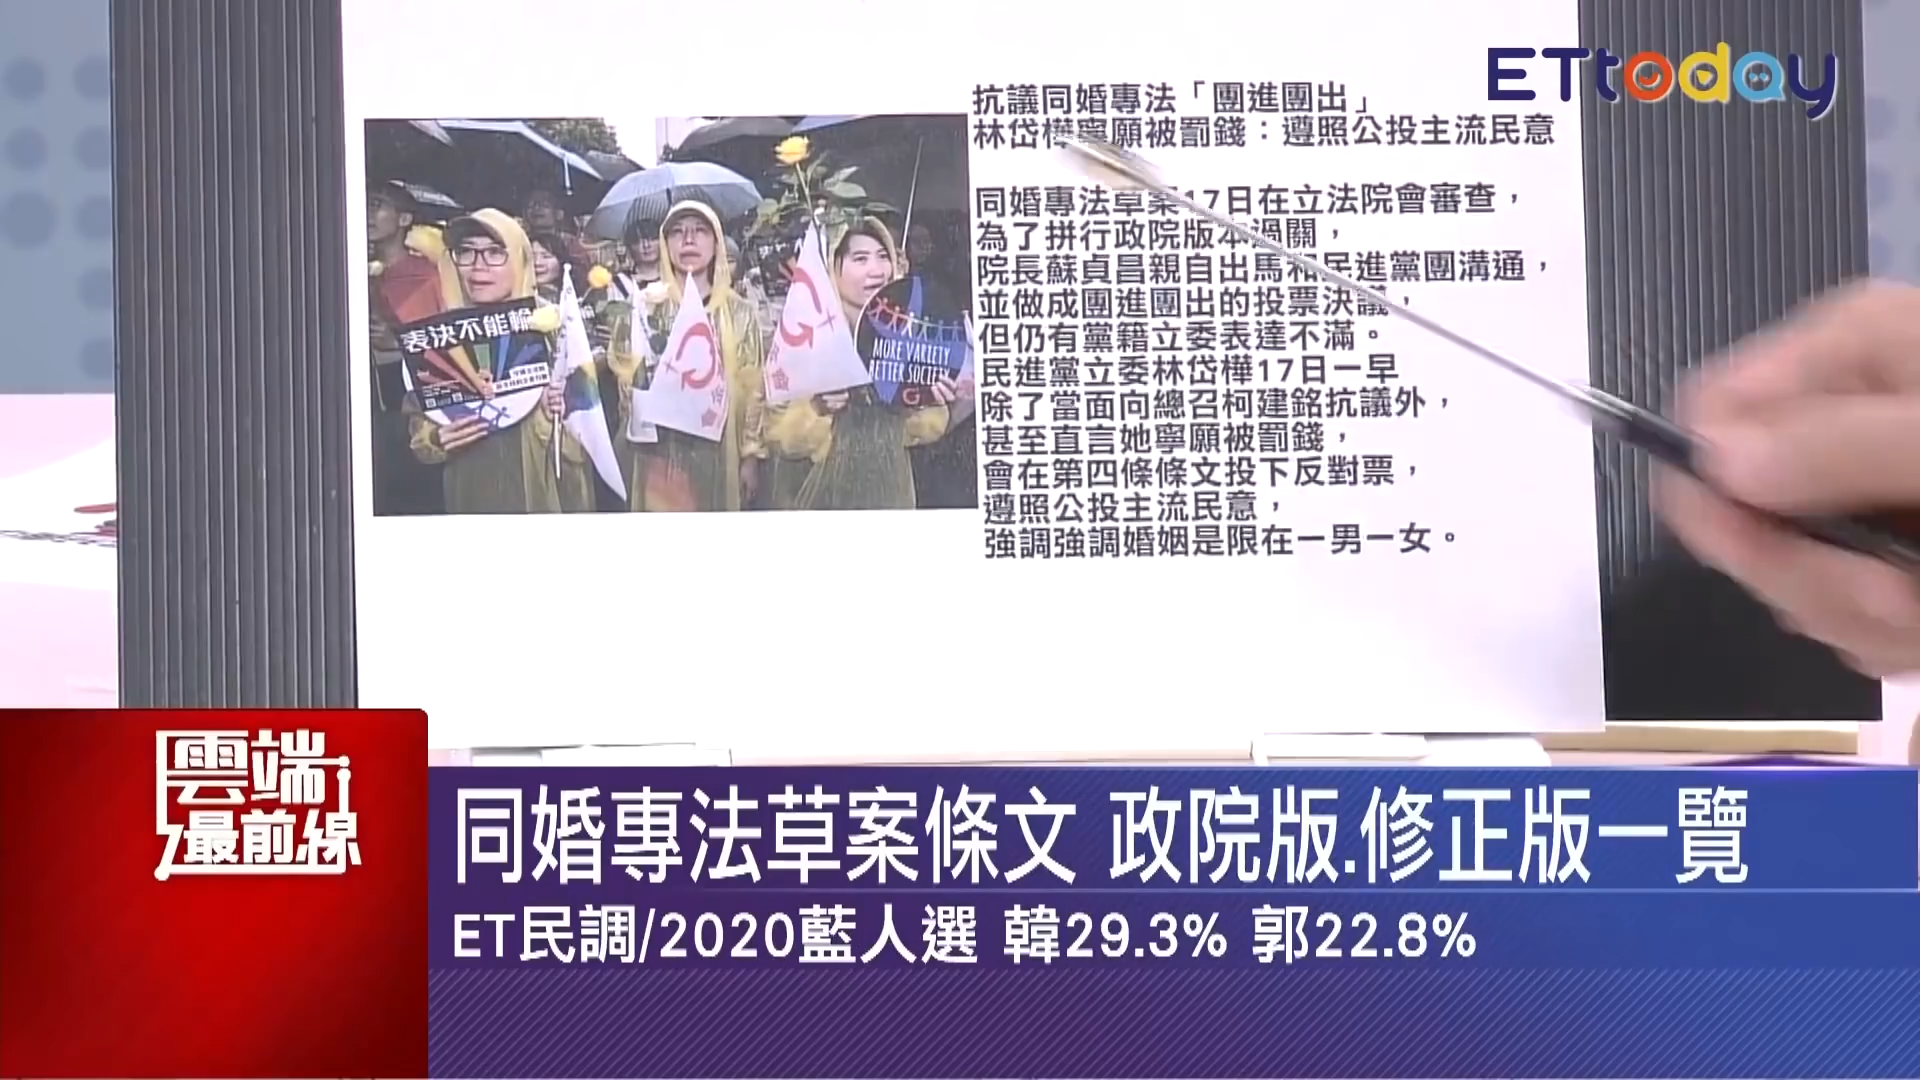 ETtoday
抗議同婚專法「團進團出」
林岱樺寧願被罰錢：遵照公投主流民意
同婚專法草案17日在立法院會審查，
為了拼行政院版本過關，
院長蘇貞昌親自出馬和民進黨團溝通，
並做成團進團出的投票決議，
但仍有黨籍立委表達不滿。
民進黨立委林岱樺17日一早
除了當面向總召柯建銘抗議外，
甚至直言她寧願被罰錢，
會在第四條條文投下反對票，
遵照公投主流民意，
強調強調婚姻是限在一男一女。
表決不能輸
MORE VARIETY
BETTER SOCIETY
雲端
最前線
同婚專法草案條文 政院版.修正版一覽
ET民調/2020藍人選 韓29.3% 郭22.8%